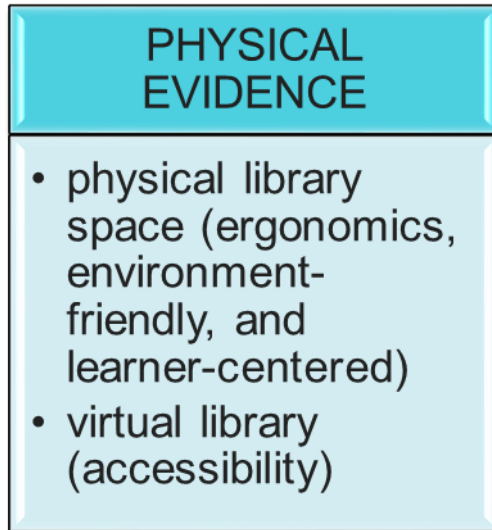 PHYSICAL
EVIDENCE
• physical library
space (ergonomics,
environment-
friendly, and
learner-centered)
• virtual library
(accessibility)